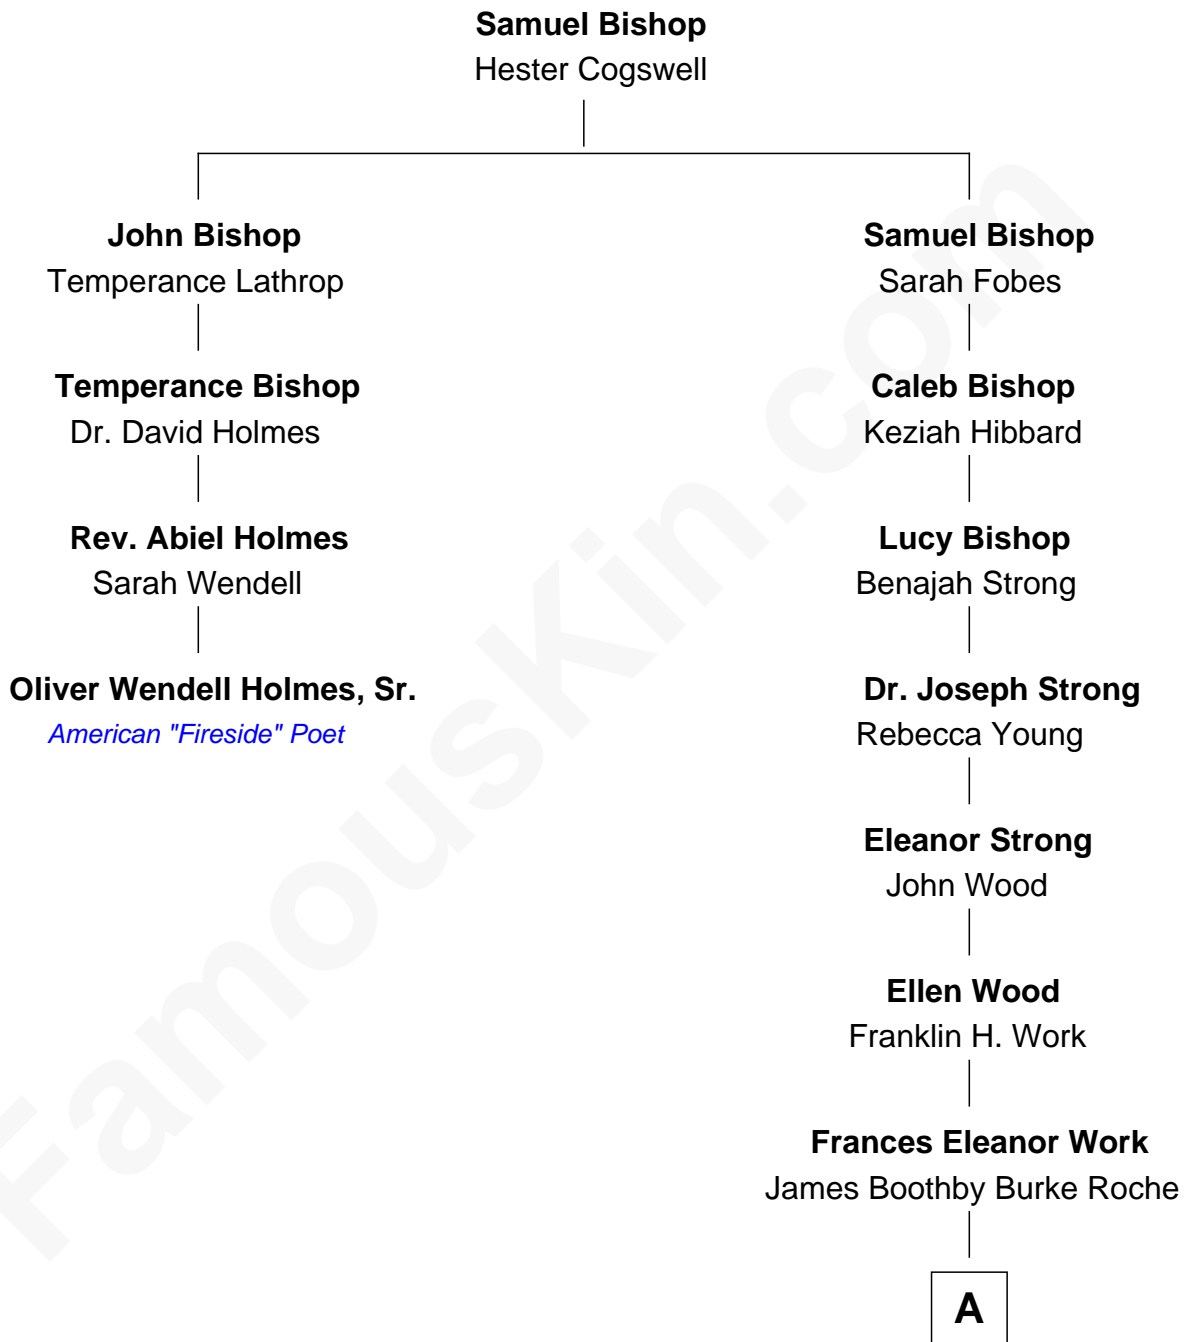 Samuel Bishop
Hester Cogswell
John Bishop
Temperance Lathrop
Samuel Bishop
Sarah Fobes
Temperance Bishop
Dr. David Holmes
Caleb Bishop
Keziah Hibbard
Rev. Abiel Holmes
Sarah Wendell
Lucy Bishop
Benajah Strong
Oliver Wendell Holmes, Sr.
American "Fireside" Poet
Dr. Joseph Strong
Rebecca Young
Eleanor Strong
John Wood
Ellen Wood
Franklin H. Work
Frances Eleanor Work
James Boothby Burke Roche
A
FamousKin.com